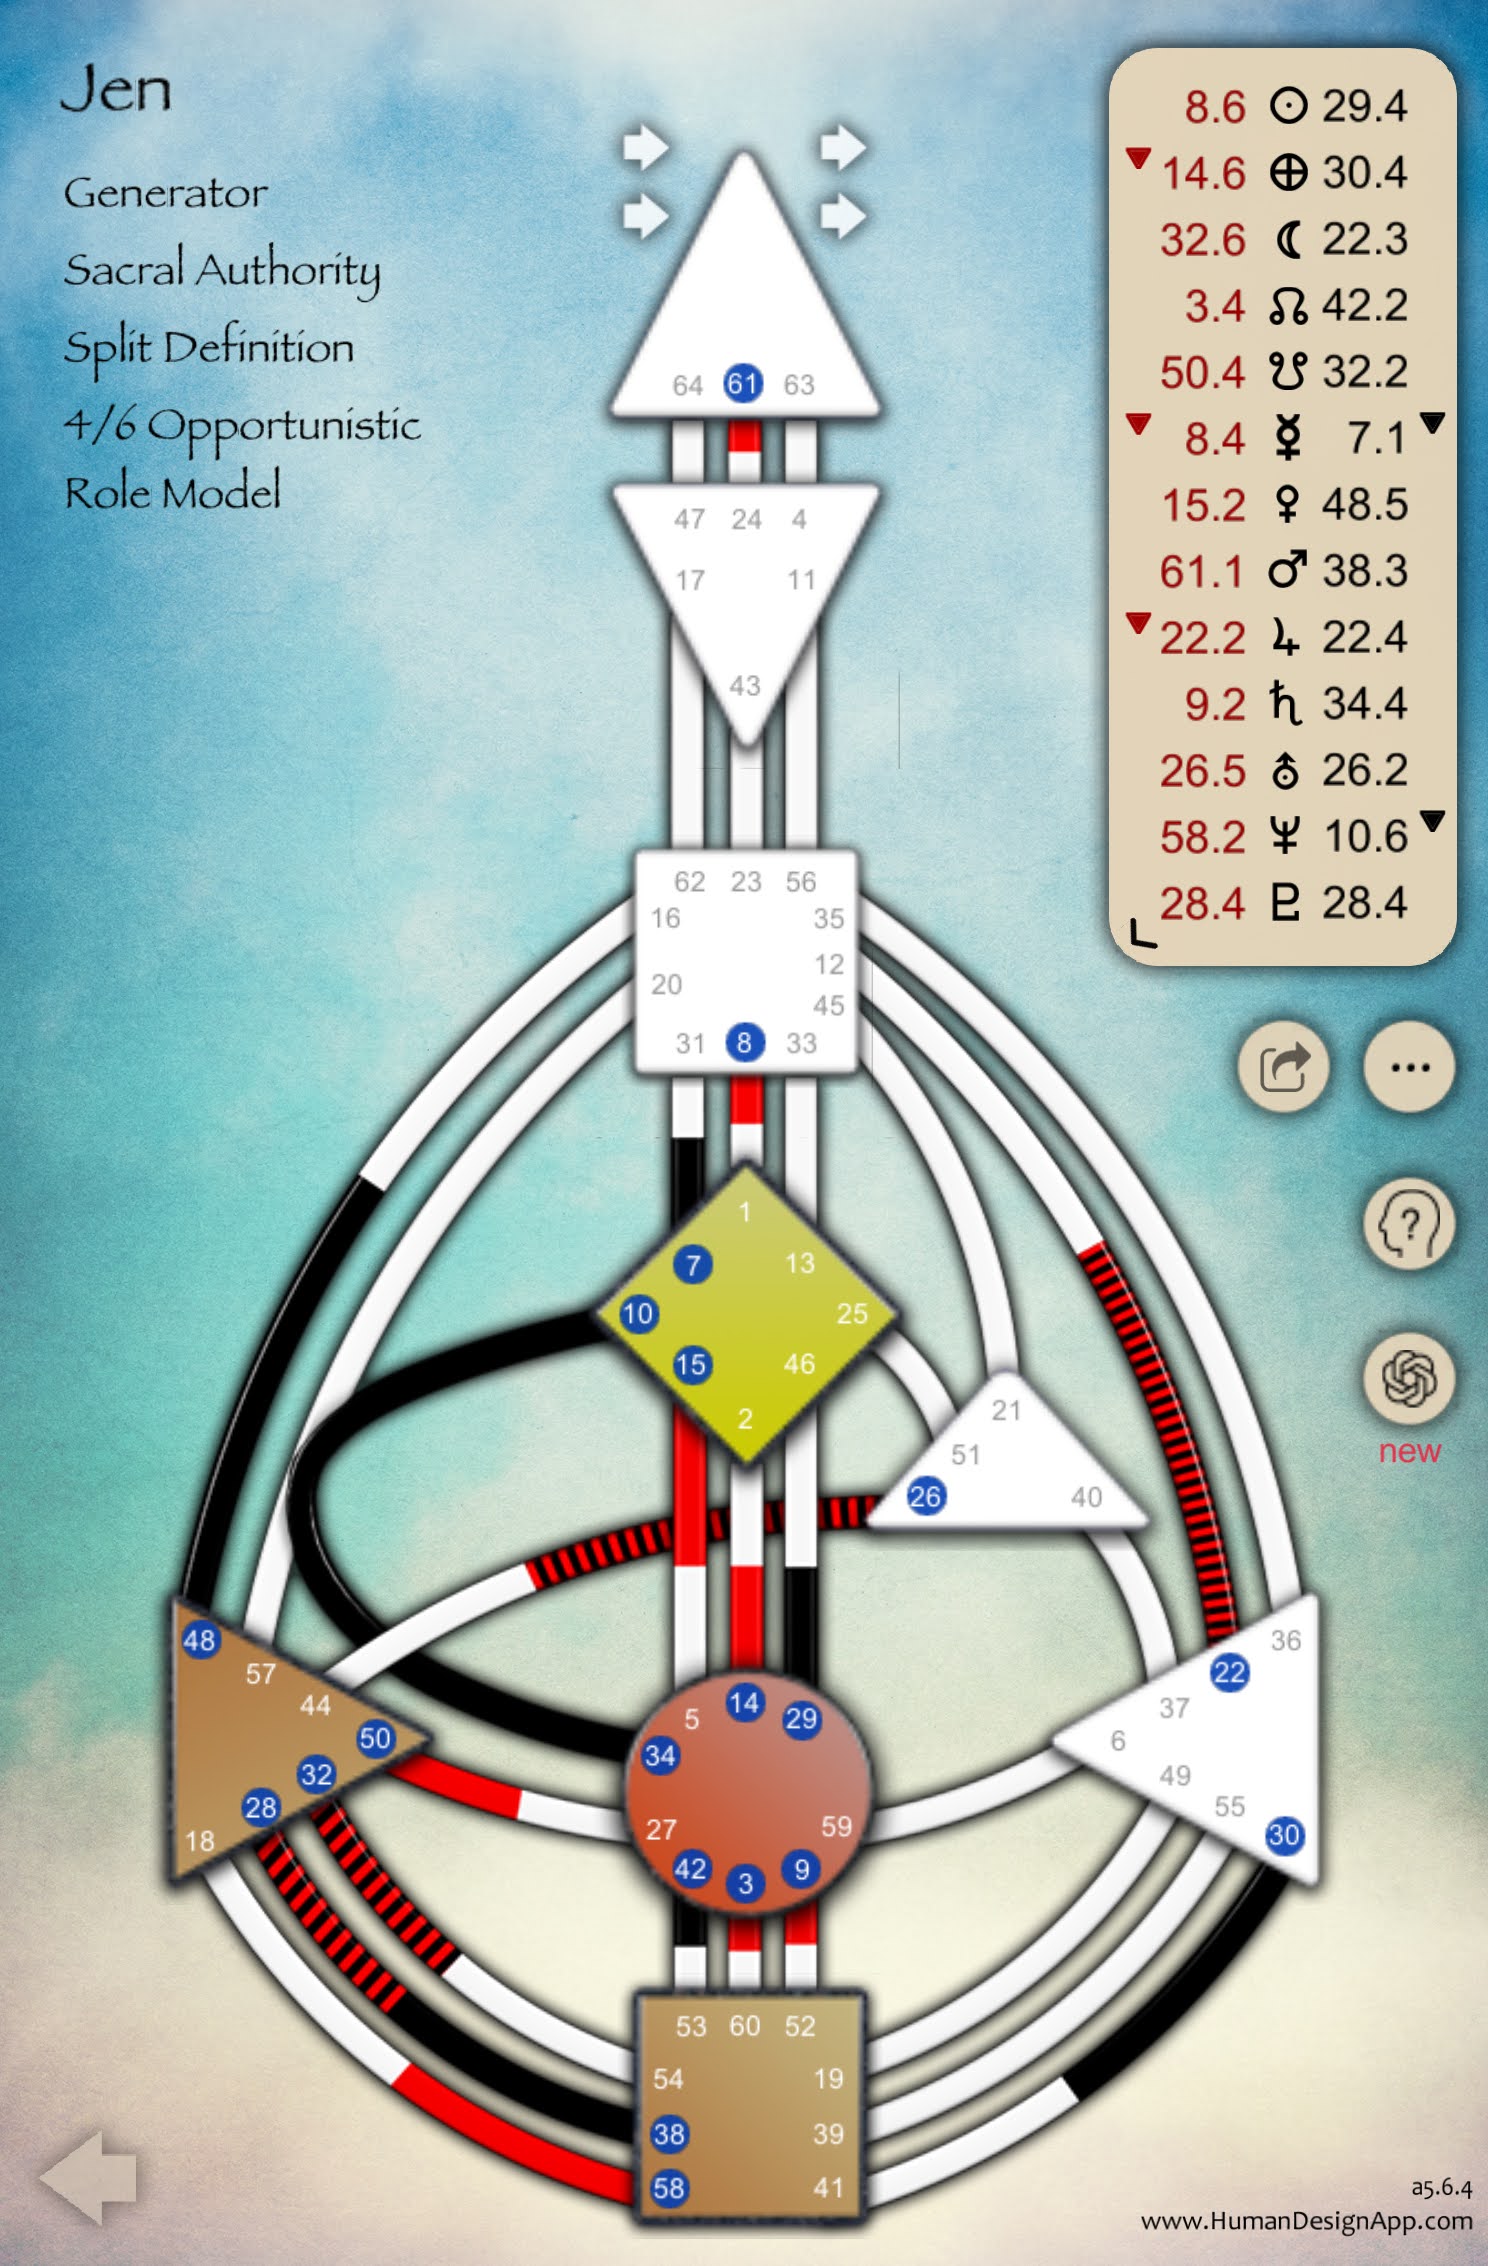 Jen
Generator
Sacral Authority
Split Definition
4/6 Opportunistic
Role Model
8.6 ☉ 29.4
14.6 ⊕ 30.4
32.6 ☾ 22.3
3.4 ☊ 42.2
50.4 ☋ 32.2
8.4 ☿ 7.1
15.2 ♀ 48.5
61.1 ♂ 38.3
22.2 ♃ 22.4
9.2 ♄ 34.4
26.5 ⛢ 26.2
58.2 ♆ 10.6
28.4 ♇ 28.4
L
64 61 63
47 24 4
17 11
43
62 23 56
16 35
12
20
45
31 8 33
1
7 13
10 25
15 46
2
21
51
26 40
48
57
44
50
32
28
18
14
5 29
34
27 59
42 9
3
36
22
37
6
49
55
30
53 60 52
54 19
38 39
58 41
?
new
a5.6.4
www.HumanDesignApp.com